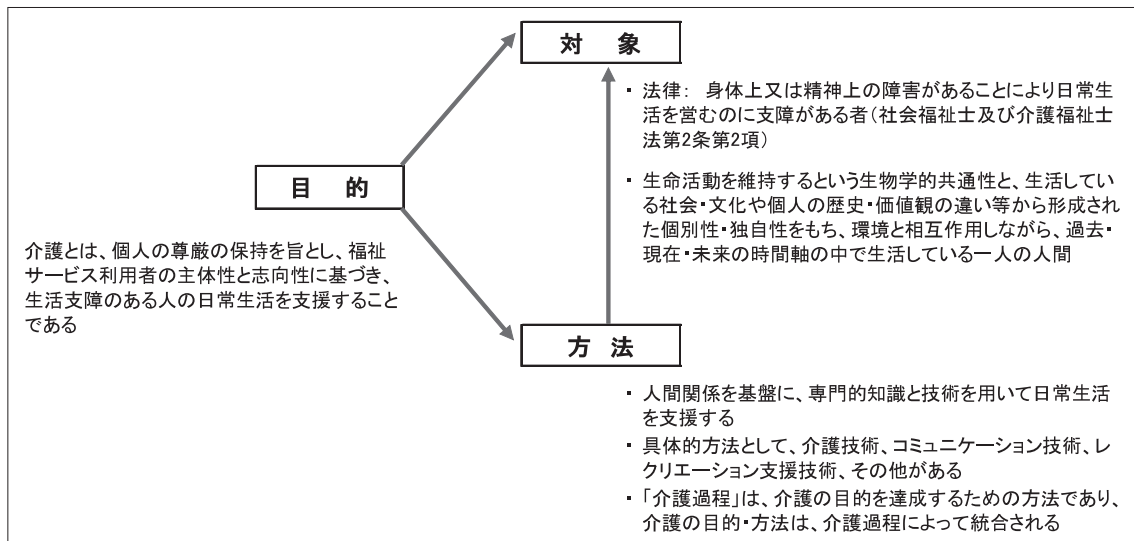 対 象
・ 法律： 身体上又は精神上の障害があることにより日常生
活を営むのに支障がある者（社会福祉士及び介護福祉士
法第2条第2項）
・ 生命活動を維持するという生物学的共通性と、生活してい
る社会・文化や個人の歴史・価値観の違い等から形成された
個別性・独自性をもち、環境と相互作用しながら、過去・
現在・未来の時間軸の中で生活している一人の人間
目 的
介護とは、個人の尊厳の保持を旨とし、福祉
サービス利用者の主体性と志向性に基づき、
生活支障のある人の日常生活を支援すること
である
方 法
・ 人間関係を基盤に、専門的知識と技術を用いて日常生活
を支援する
・ 具体的方法として、介護技術、コミュニケーション技術、レ
クリエーション支援技術、その他がある
・ 「介護過程」は、介護の目的を達成するための方法であり、
介護の目的・方法は、介護過程によって統合される